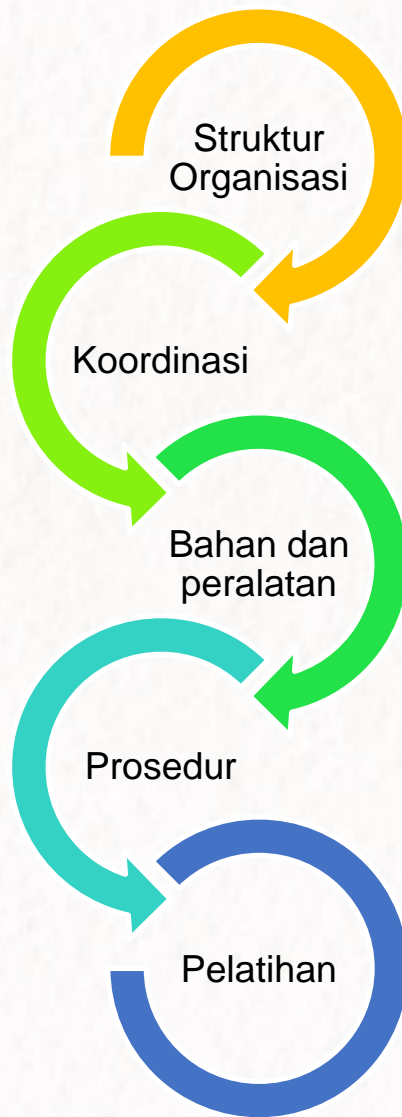 Struktur
Organisasi
Koordinasi
Bahan dan
peralatan
Prosedur
Pelatihan